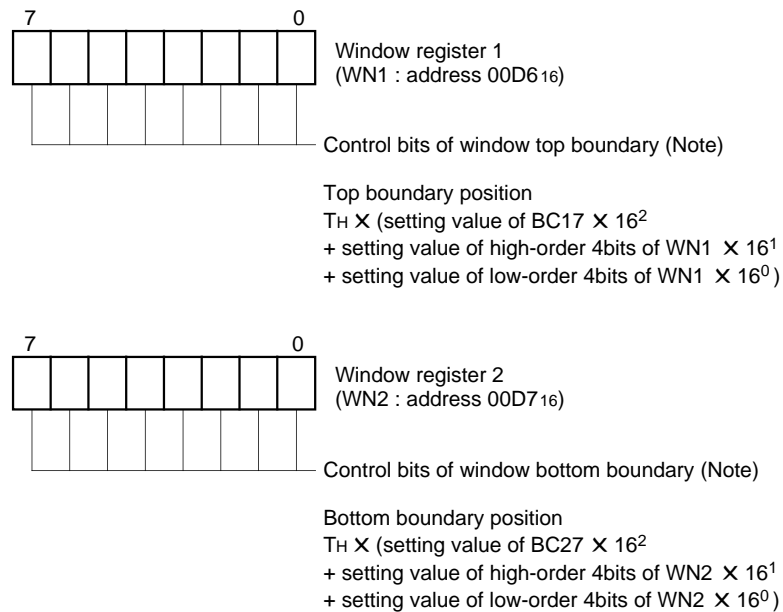 7 0
Window register 1
(WN1 : address 00D6₁₆)
Control bits of window top boundary (Note)
Top boundary position
TH ✕ (setting value of BC17 ✕ 16²
+ setting value of high-order 4bits of WN1 ✕ 16¹
+ setting value of low-order 4bits of WN1 ✕ 16⁰)
7 0
Window register 2
(WN2 : address 00D7₁₆)
Control bits of window bottom boundary (Note)
Bottom boundary position
TH ✕ (setting value of BC27 ✕ 16²
+ setting value of high-order 4bits of WN2 ✕ 16¹
+ setting value of low-order 4bits of WN2 ✕ 16⁰)